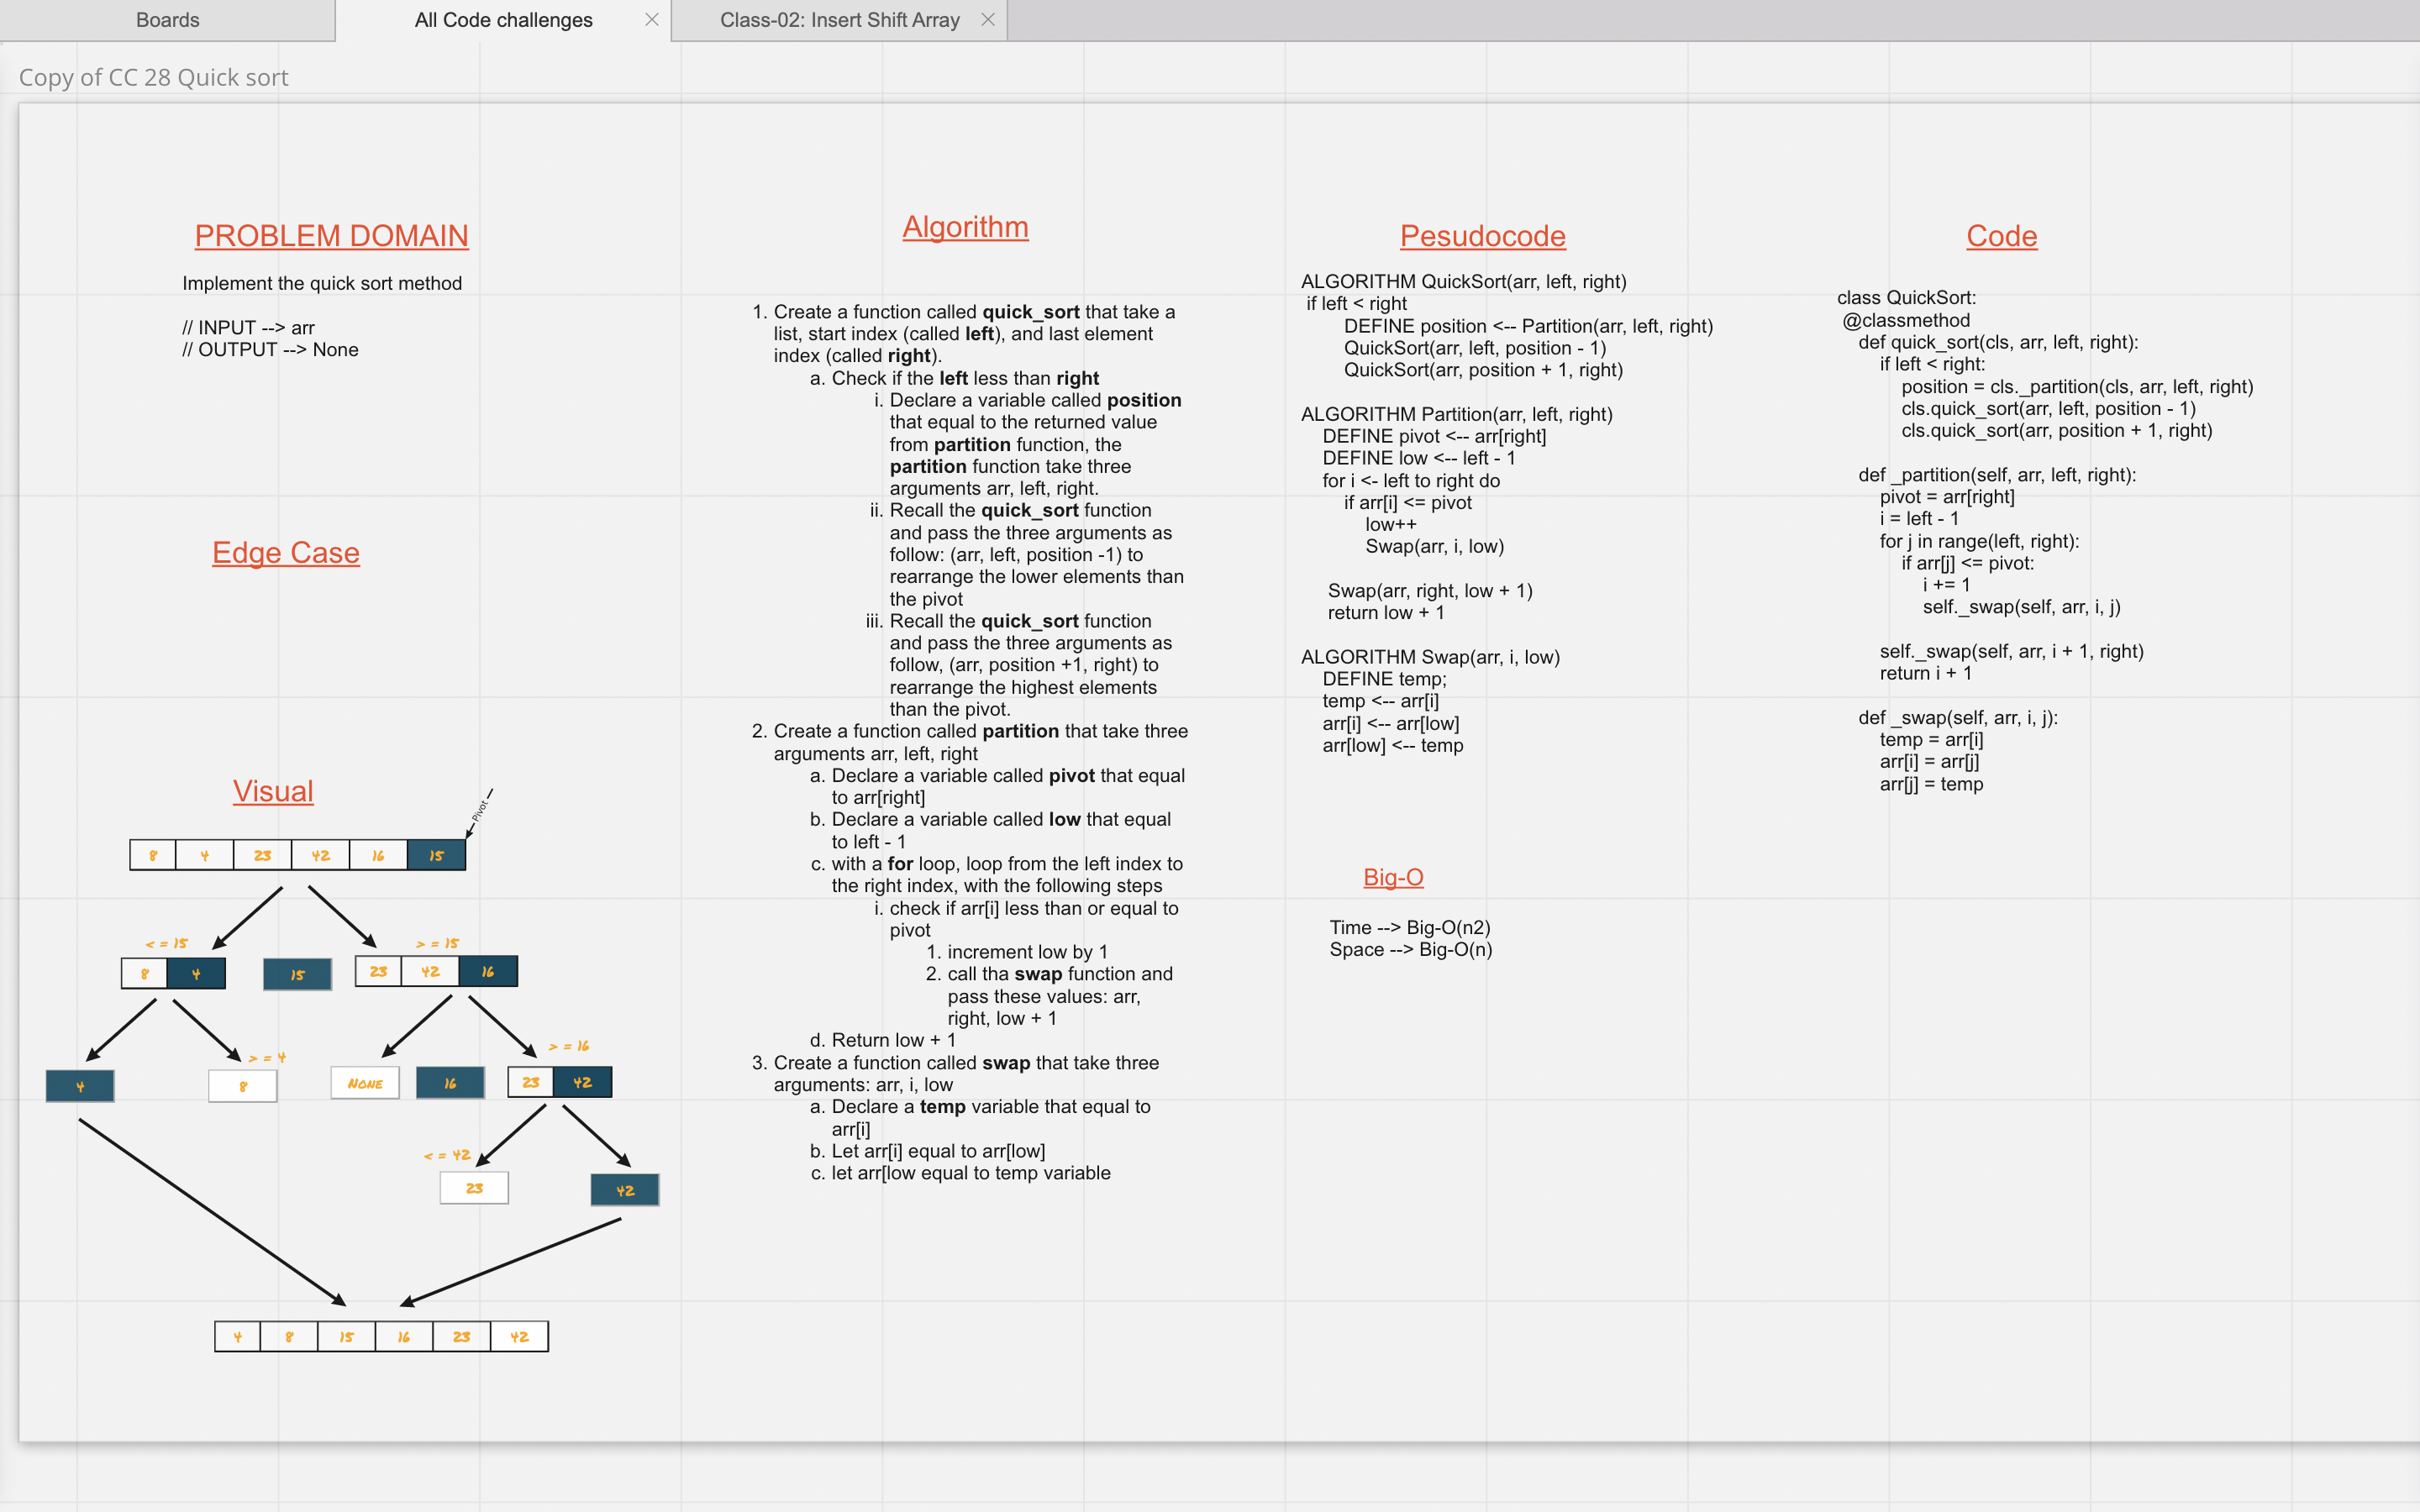 Boards
All Code challenges
Class-02: Insert Shift Array
Copy of CC 28 Quick sort
PROBLEM DOMAIN
Implement the quick sort method
// INPUT --> arr
// OUTPUT --> None
Edge Case
Visual
Pivot
8 4 23 42 16 15
< = 15
> = 15
8 4
15
23 42 16
> = 4
> = 16
4
8
None
16
23 42
< = 42
23
42
4 8 15 16 23 42
Algorithm
1. Create a function called quick_sort that take a
list, start index (called left), and last element
index (called right).
a. Check if the left less than right
i. Declare a variable called position
that equal to the returned value
from partition function, the
partition function take three
arguments arr, left, right.
ii. Recall the quick_sort function
and pass the three arguments as
follow: (arr, left, position -1) to
rearrange the lower elements than
the pivot
iii. Recall the quick_sort function
and pass the three arguments as
follow, (arr, position +1, right) to
rearrange the highest elements
than the pivot.
2. Create a function called partition that take three
arguments arr, left, right
a. Declare a variable called pivot that equal
to arr[right]
b. Declare a variable called low that equal
to left - 1
c. with a for loop, loop from the left index to
the right index, with the following steps
i. check if arr[i] less than or equal to
pivot
1. increment low by 1
2. call tha swap function and
pass these values: arr,
right, low + 1
d. Return low + 1
3. Create a function called swap that take three
arguments: arr, i, low
a. Declare a temp variable that equal to
arr[i]
b. Let arr[i] equal to arr[low]
c. let arr[low equal to temp variable
Pesudocode
ALGORITHM QuickSort(arr, left, right)
if left < right
DEFINE position <-- Partition(arr, left, right)
QuickSort(arr, left, position - 1)
QuickSort(arr, position + 1, right)
ALGORITHM Partition(arr, left, right)
DEFINE pivot <-- arr[right]
DEFINE low <-- left - 1
for i <- left to right do
if arr[i] <= pivot
low++
Swap(arr, i, low)
Swap(arr, right, low + 1)
return low + 1
ALGORITHM Swap(arr, i, low)
DEFINE temp;
temp <-- arr[i]
arr[i] <-- arr[low]
arr[low] <-- temp
Big-O
Time --> Big-O(n2)
Space --> Big-O(n)
Code
class QuickSort:
@classmethod
def quick_sort(cls, arr, left, right):
if left < right:
position = cls._partition(cls, arr, left, right)
cls.quick_sort(arr, left, position - 1)
cls.quick_sort(arr, position + 1, right)
def _partition(self, arr, left, right):
pivot = arr[right]
i = left - 1
for j in range(left, right):
if arr[j] <= pivot:
i += 1
self._swap(self, arr, i, j)
self._swap(self, arr, i + 1, right)
return i + 1
def _swap(self, arr, i, j):
temp = arr[i]
arr[i] = arr[j]
arr[j] = temp